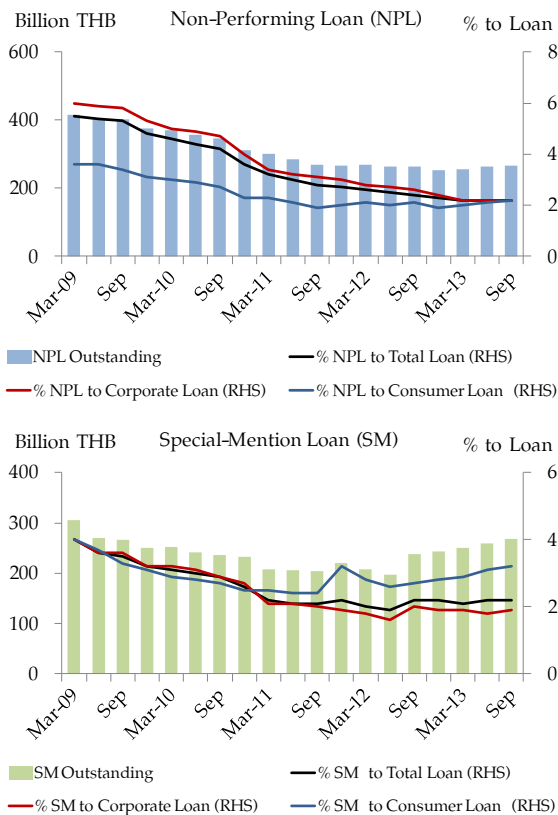 Billion THB Non-Performing Loan (NPL) % to Loan
600 8
400 6
4
200 2
0 0
Mar-09 Sep Mar-10 Sep Mar-11 Sep Mar-12 Sep Mar-13 Sep
NPL Outstanding % NPL to Total Loan (RHS)
% NPL to Corporate Loan (RHS) % NPL to Consumer Loan (RHS)
Billion THB Special-Mention Loan (SM) % to Loan
400 6
300
4
200
2
100
0 0
Mar-09 Sep Mar-10 Sep Mar-11 Sep Mar-12 Sep Mar-13 Sep
SM Outstanding % SM to Total Loan (RHS)
% SM to Corporate Loan (RHS) % SM to Consumer Loan (RHS)